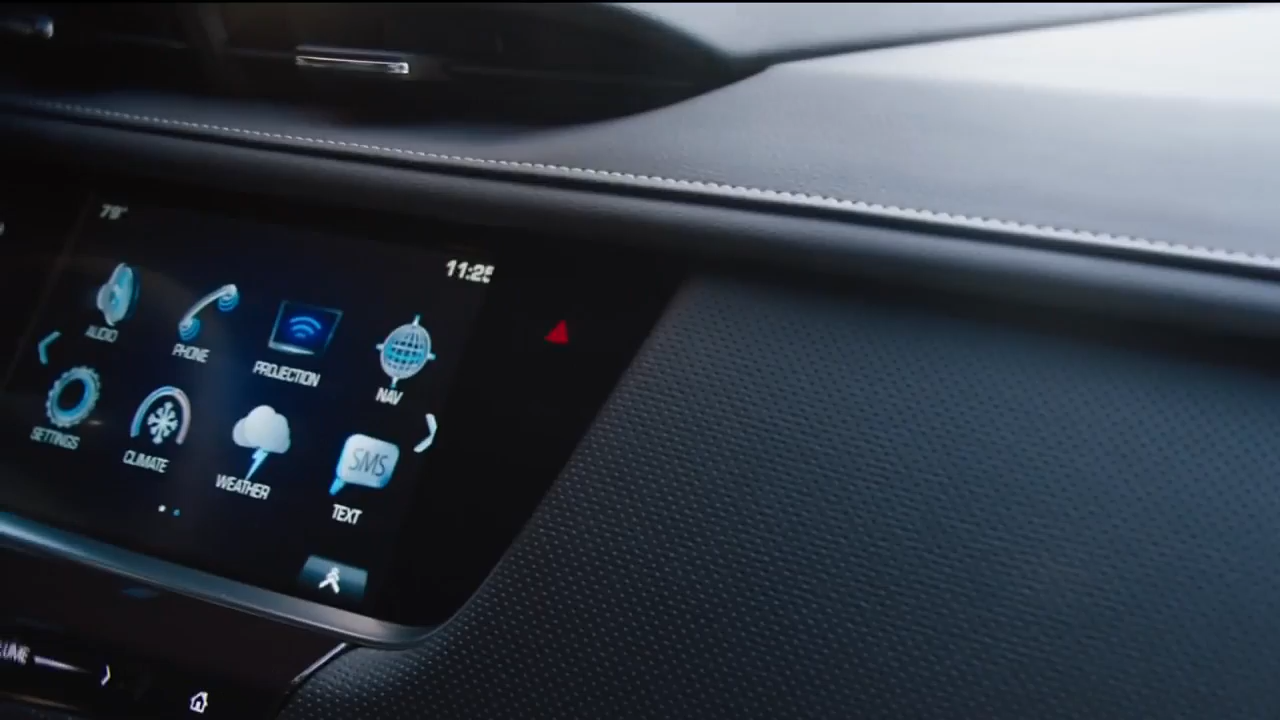 79°
11:25
AUDIO
PHONE
PROJECTION
NAV
SETTINGS
CLIMATE
WEATHER
SMS
TEXT